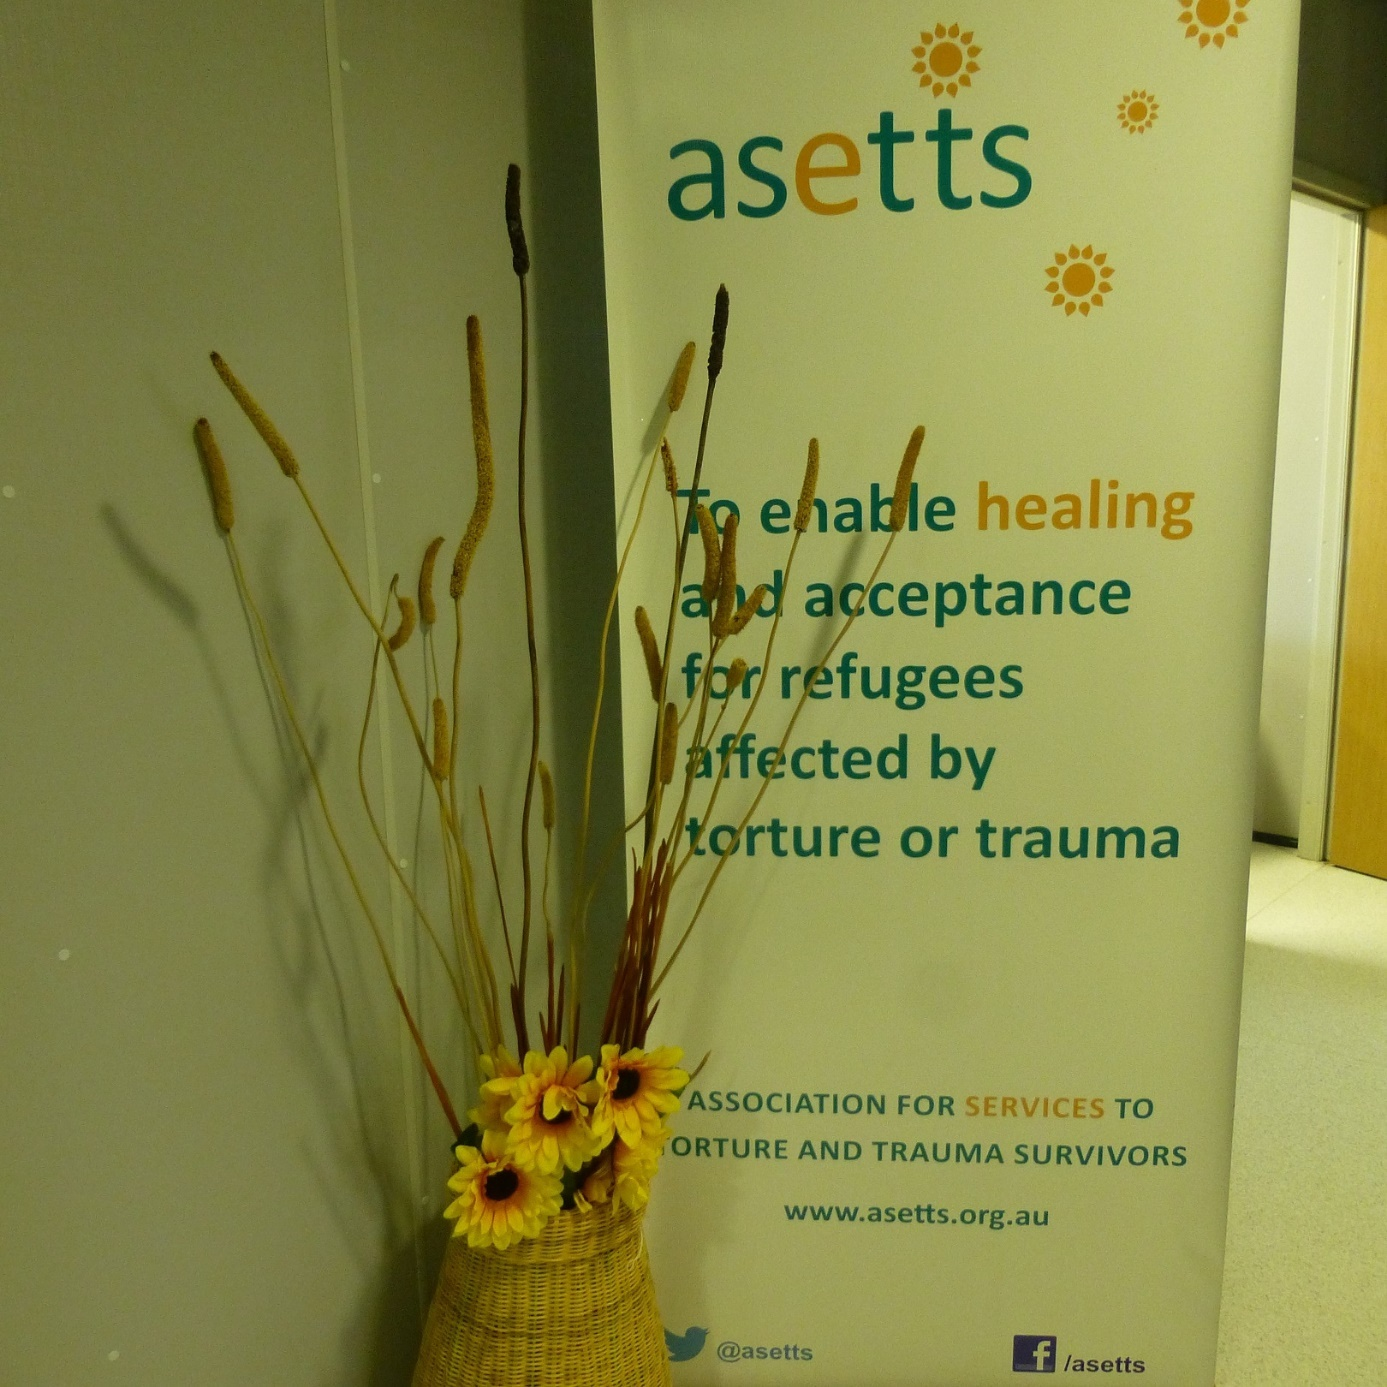 asetts
To enable healing
and acceptance
for refugees
affected by
torture or trauma
ASSOCIATION FOR SERVICES TO
TORTURE AND TRAUMA SURVIVORS
www.asetts.org.au
@asetts
f /asetts